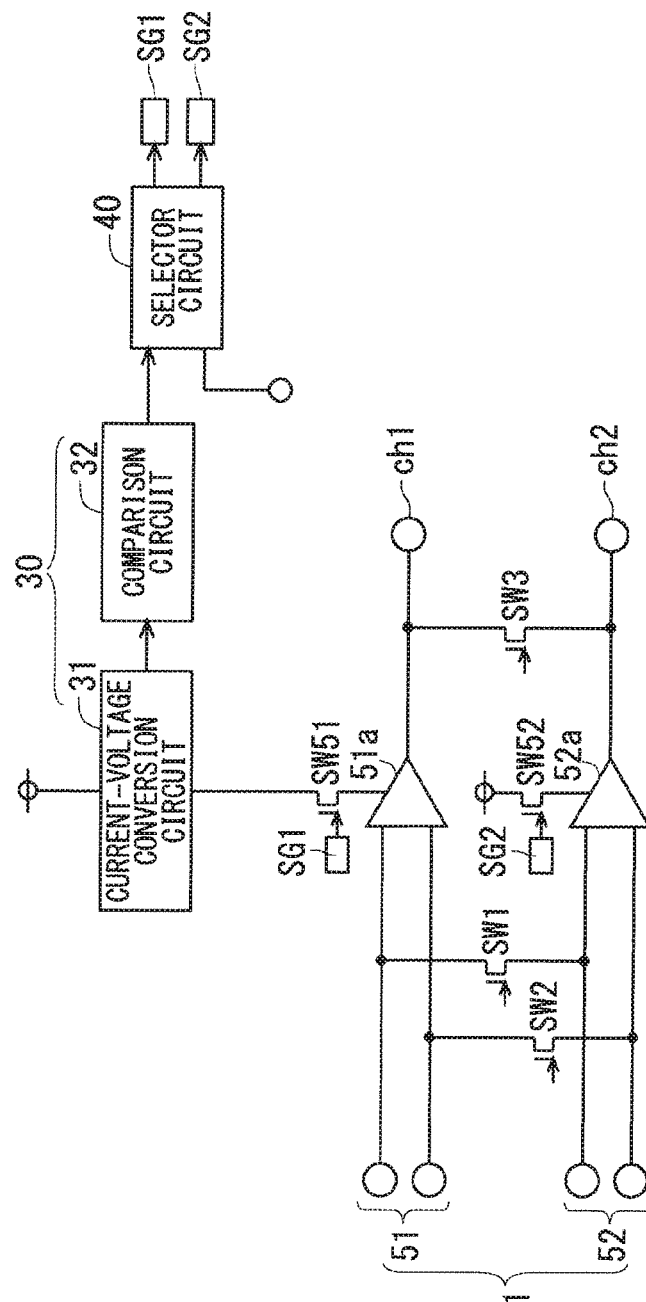 30
31
CURRENT-VOLTAGE
CONVERSION
CIRCUIT
32
COMPARISON
CIRCUIT
40
SELECTOR
CIRCUIT
SG1
SG2
SW51
SG1
51a
ch1
SW1
SW2
SW3
SW52
SG2
52a
ch2
51
52
1